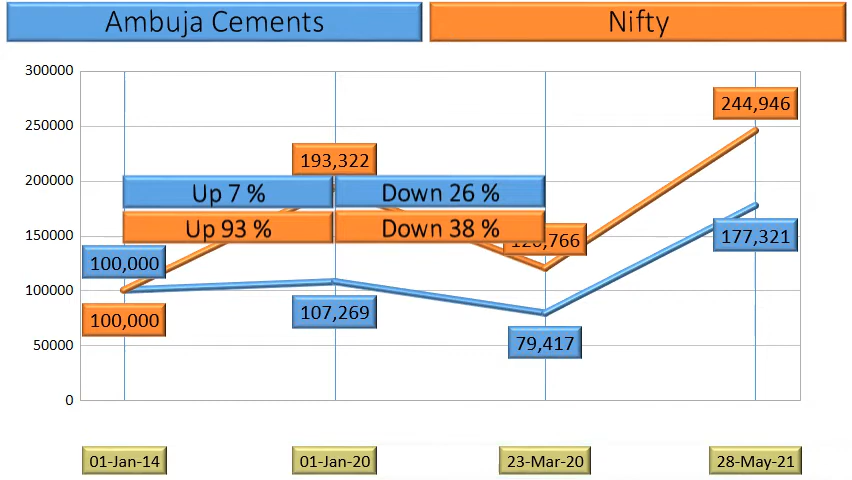 Ambuja Cements
Nifty
300000
250000
200000
150000
100000
50000
0
244,946
193,322
Up 7 %
Down 26 %
Up 93 %
Down 38 %
120,766
177,321
100,000
100,000
107,269
79,417
01-Jan-14
01-Jan-20
23-Mar-20
28-May-21